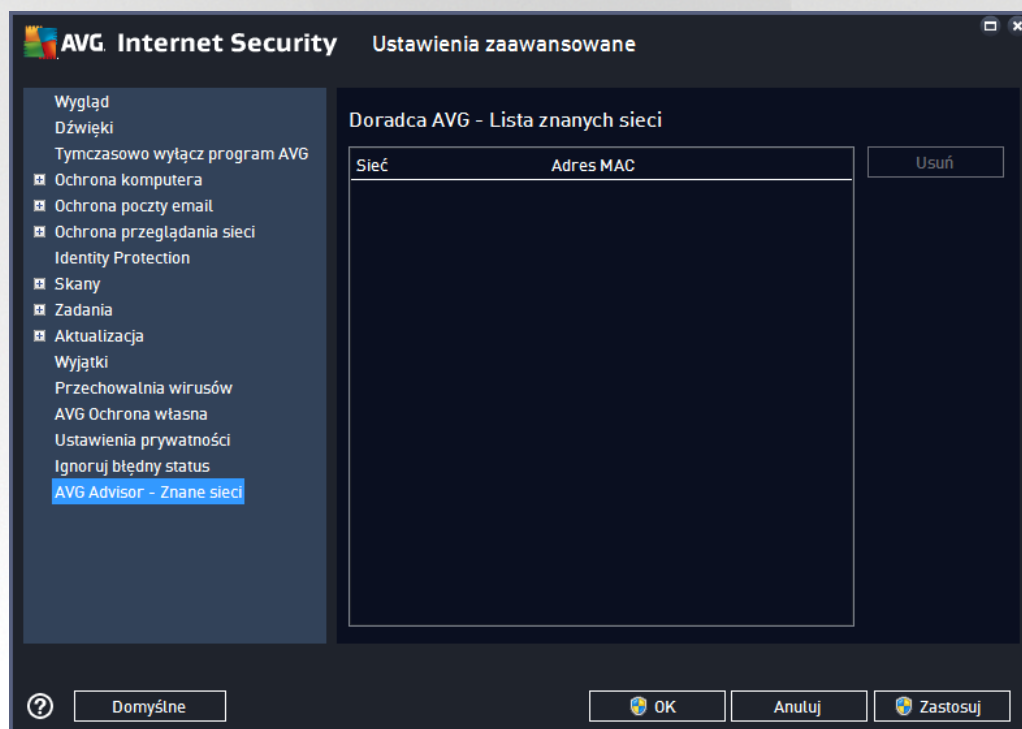 AVG. Internet Security Ustawienia zaawansowane
Wygląd
Dźwięki
Tymczasowo wyłącz program AVG
Ochrona komputera
Ochrona poczty email
Ochrona przeglądania sieci
Identity Protection
Skany
Zadania
Aktualizacja
Wyjątki
Przechowalnia wirusów
AVG Ochrona własna
Ustawienia prywatności
Ignoruj błędny status
AVG Advisor - Znane sieci
Doradca AVG - Lista znanych sieci
Sieć Adres MAC
Usuń
? Domyślne OK Anuluj Zastosuj